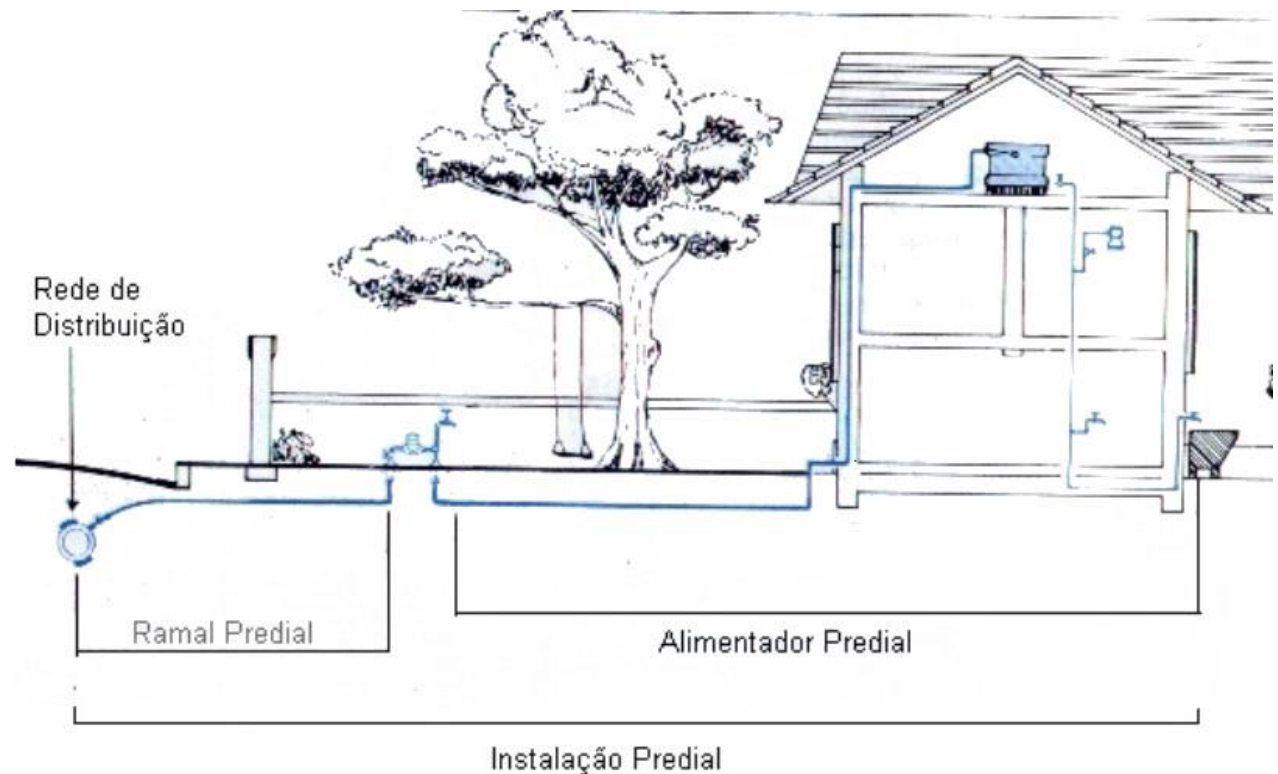 Rede de
Distribuição
Ramal Predial
Alimentador Predial
Instalação Predial